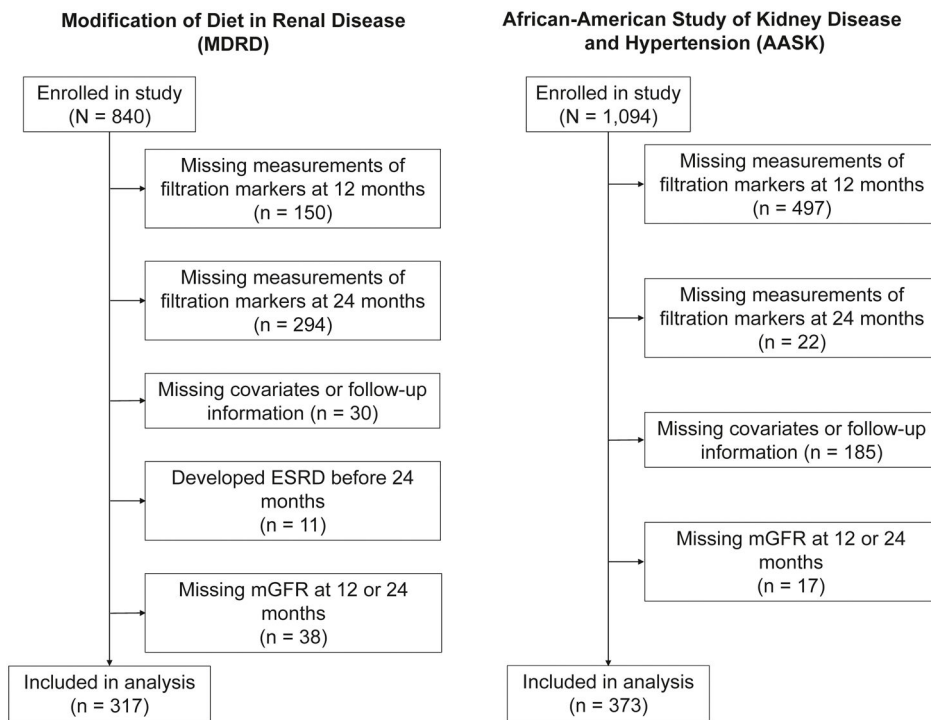 Modification of Diet in Renal Disease
(MDRD)
Enrolled in study
(N = 840)
Missing measurements of
filtration markers at 12 months
(n = 150)
Missing measurements of
filtration markers at 24 months
(n = 294)
Missing covariates or follow-up
information (n = 30)
Developed ESRD before 24
months
(n = 11)
Missing mGFR at 12 or 24
months
(n = 38)
Included in analysis
(n = 317)
African-American Study of Kidney Disease
and Hypertension (AASK)
Enrolled in study
(N = 1,094)
Missing measurements of
filtration markers at 12 months
(n = 497)
Missing measurements of
filtration markers at 24 months
(n = 22)
Missing covariates or follow-up
information (n = 185)
Missing mGFR at 12 or 24
months
(n = 17)
Included in analysis
(n = 373)